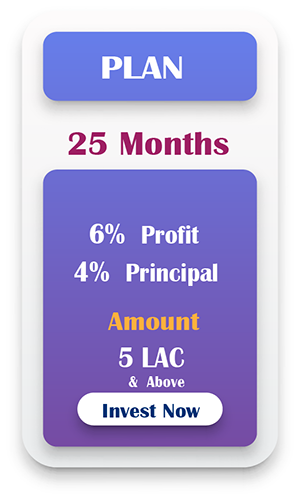 PLAN
25 Months
6% Profit
4% Principal
Amount
5 LAC
& Above
Invest Now